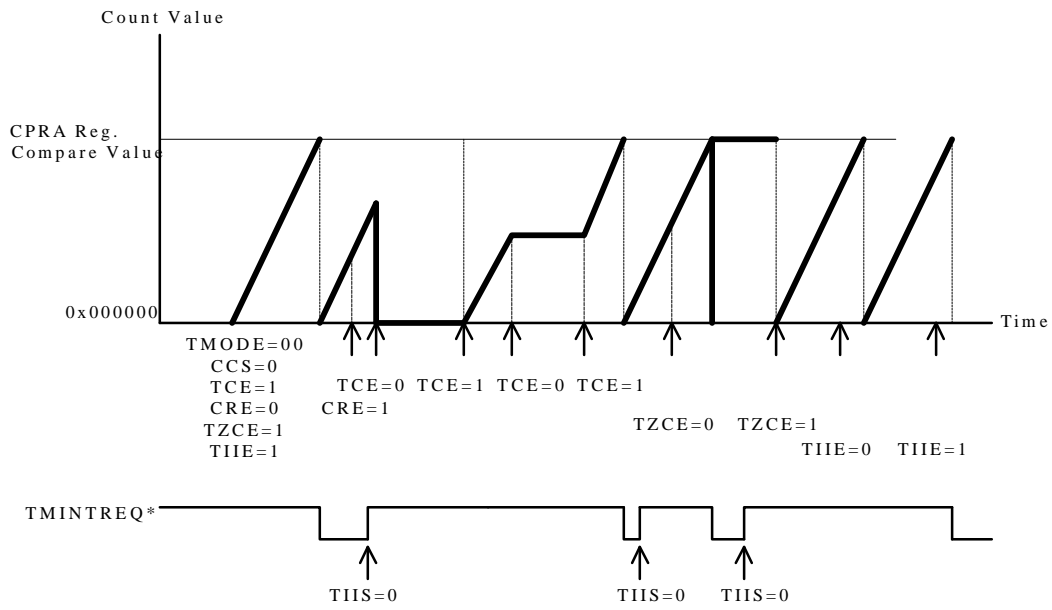 Count Value
CPRA Reg.
Compare Value
0x000000
Time
TMODE=00
CCS=0
TCE=1
CRE=0
TZCE=1
TIIE=1
TCE=0 TCE=1 TCE=0 TCE=1
CRE=1
TZCE=0 TZCE=1
TIIE=0 TIIE=1
TMINTREQ*
TIIS=0 TIIS=0 TIIS=0